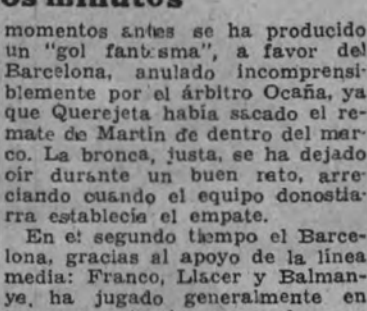 os minutos
momentos antes se ha producido
un "gol fantasma", a favor del
Barcelona, anulado incomprensi-
blemente por el árbitro Ocaña, ya
que Querejeta había sacado el re-
mate de Martín de dentro del mar-
co. La bronca, justa, se ha dejado
oir durante un buen rato, arre-
ciando cuando el equipo donostia-
rra establecía el empate.
En el segundo tiempo el Barce-
lona, gracias al apoyo de la línea
media: Franco, Llacer y Balman-
ye, ha jugado generalmente en